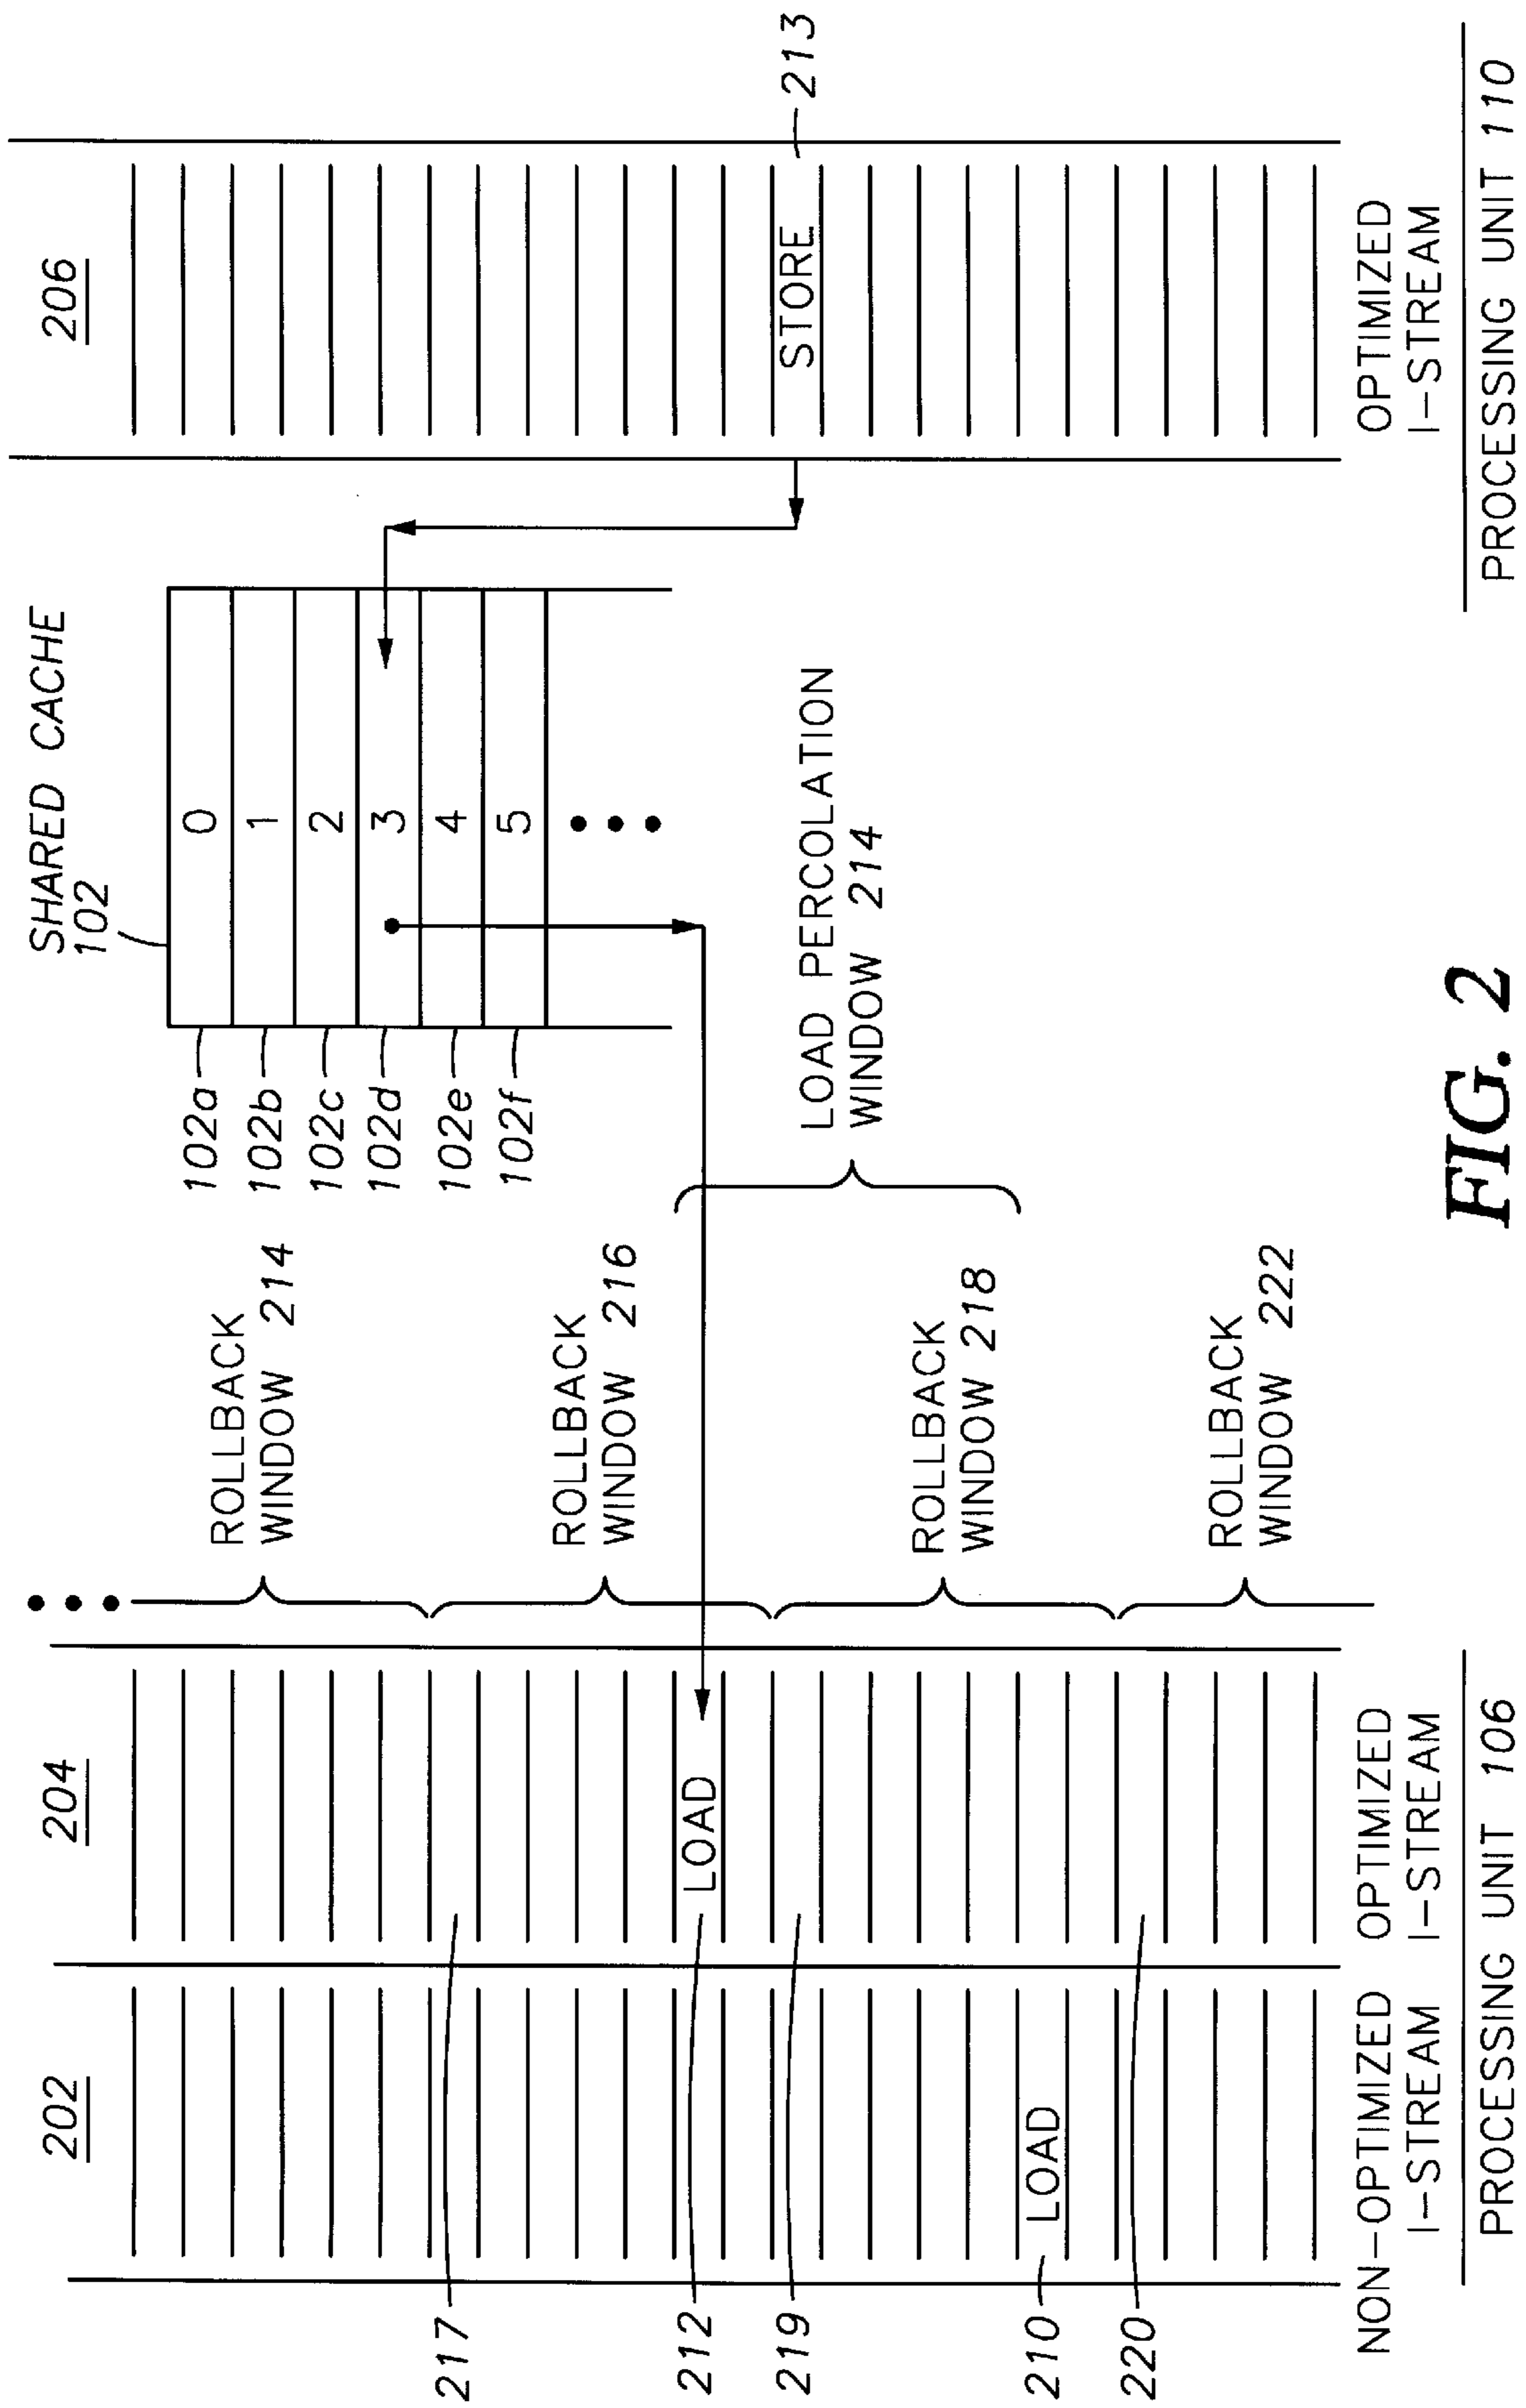 202
204
206
SHARED CACHE
102
0
1
2
3
4
5
102a
102b
102c
102d
102e
102f
ROLLBACK
WINDOW 214
ROLLBACK
WINDOW 216
ROLLBACK
WINDOW 218
ROLLBACK
WINDOW 222
LOAD PERCOLATION
WINDOW 214
217
212
219
210
220
213
LOAD
LOAD
STORE
NON-OPTIMIZED
I-STREAM
OPTIMIZED
I-STREAM
OPTIMIZED
I-STREAM
PROCESSING UNIT 106
PROCESSING UNIT 110
FIG. 2